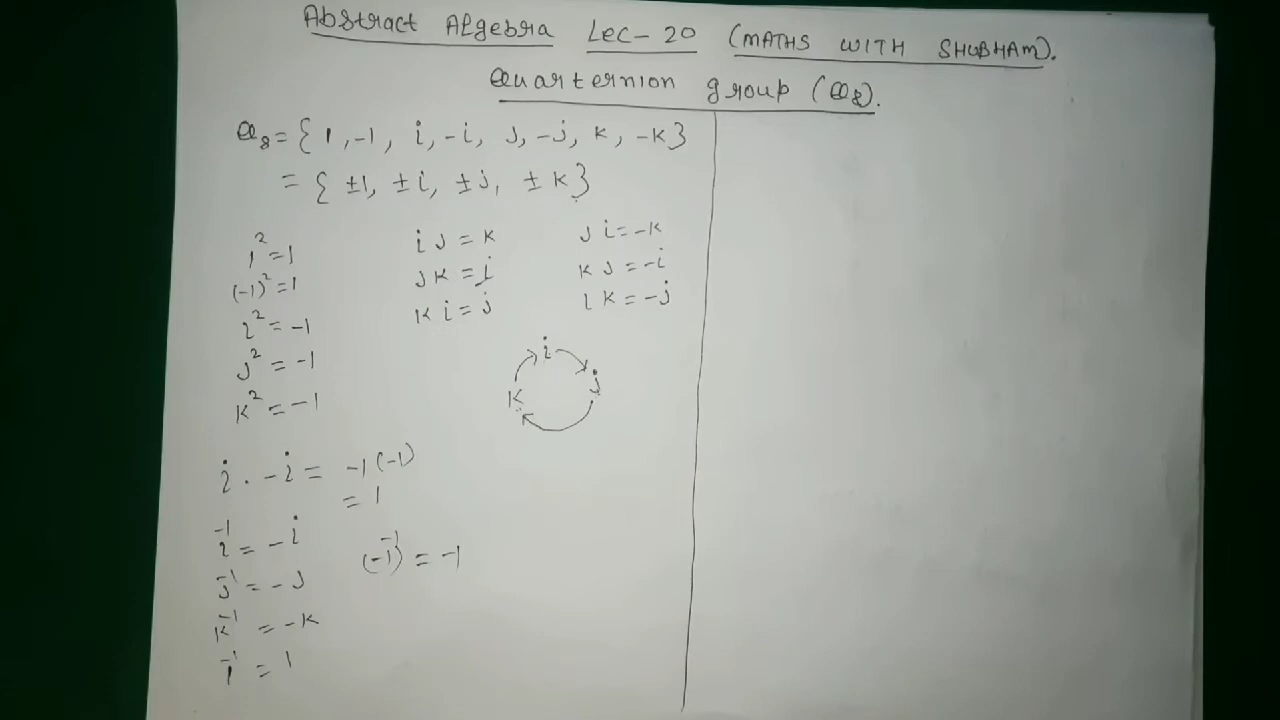 Abstract Algebra Lec-20 (MATHS WITH SHUBHAM).
Quarternion group (Q₈).
Q₈ = { 1, -1, i, -i, j, -j, k, -k }
= { ±1, ±i, ±j, ±k }
1² = 1
(-1)² = 1
i² = -1
j² = -1
k² = -1
ij = k
jk = i
ki = j
ji = -k
kj = -i
ik = -j
i
j
k
i · -i = -1(-1)
= 1
i⁻¹ = -i
j⁻¹ = -j
k⁻¹ = -k
1⁻¹ = 1
(-1)⁻¹ = -1